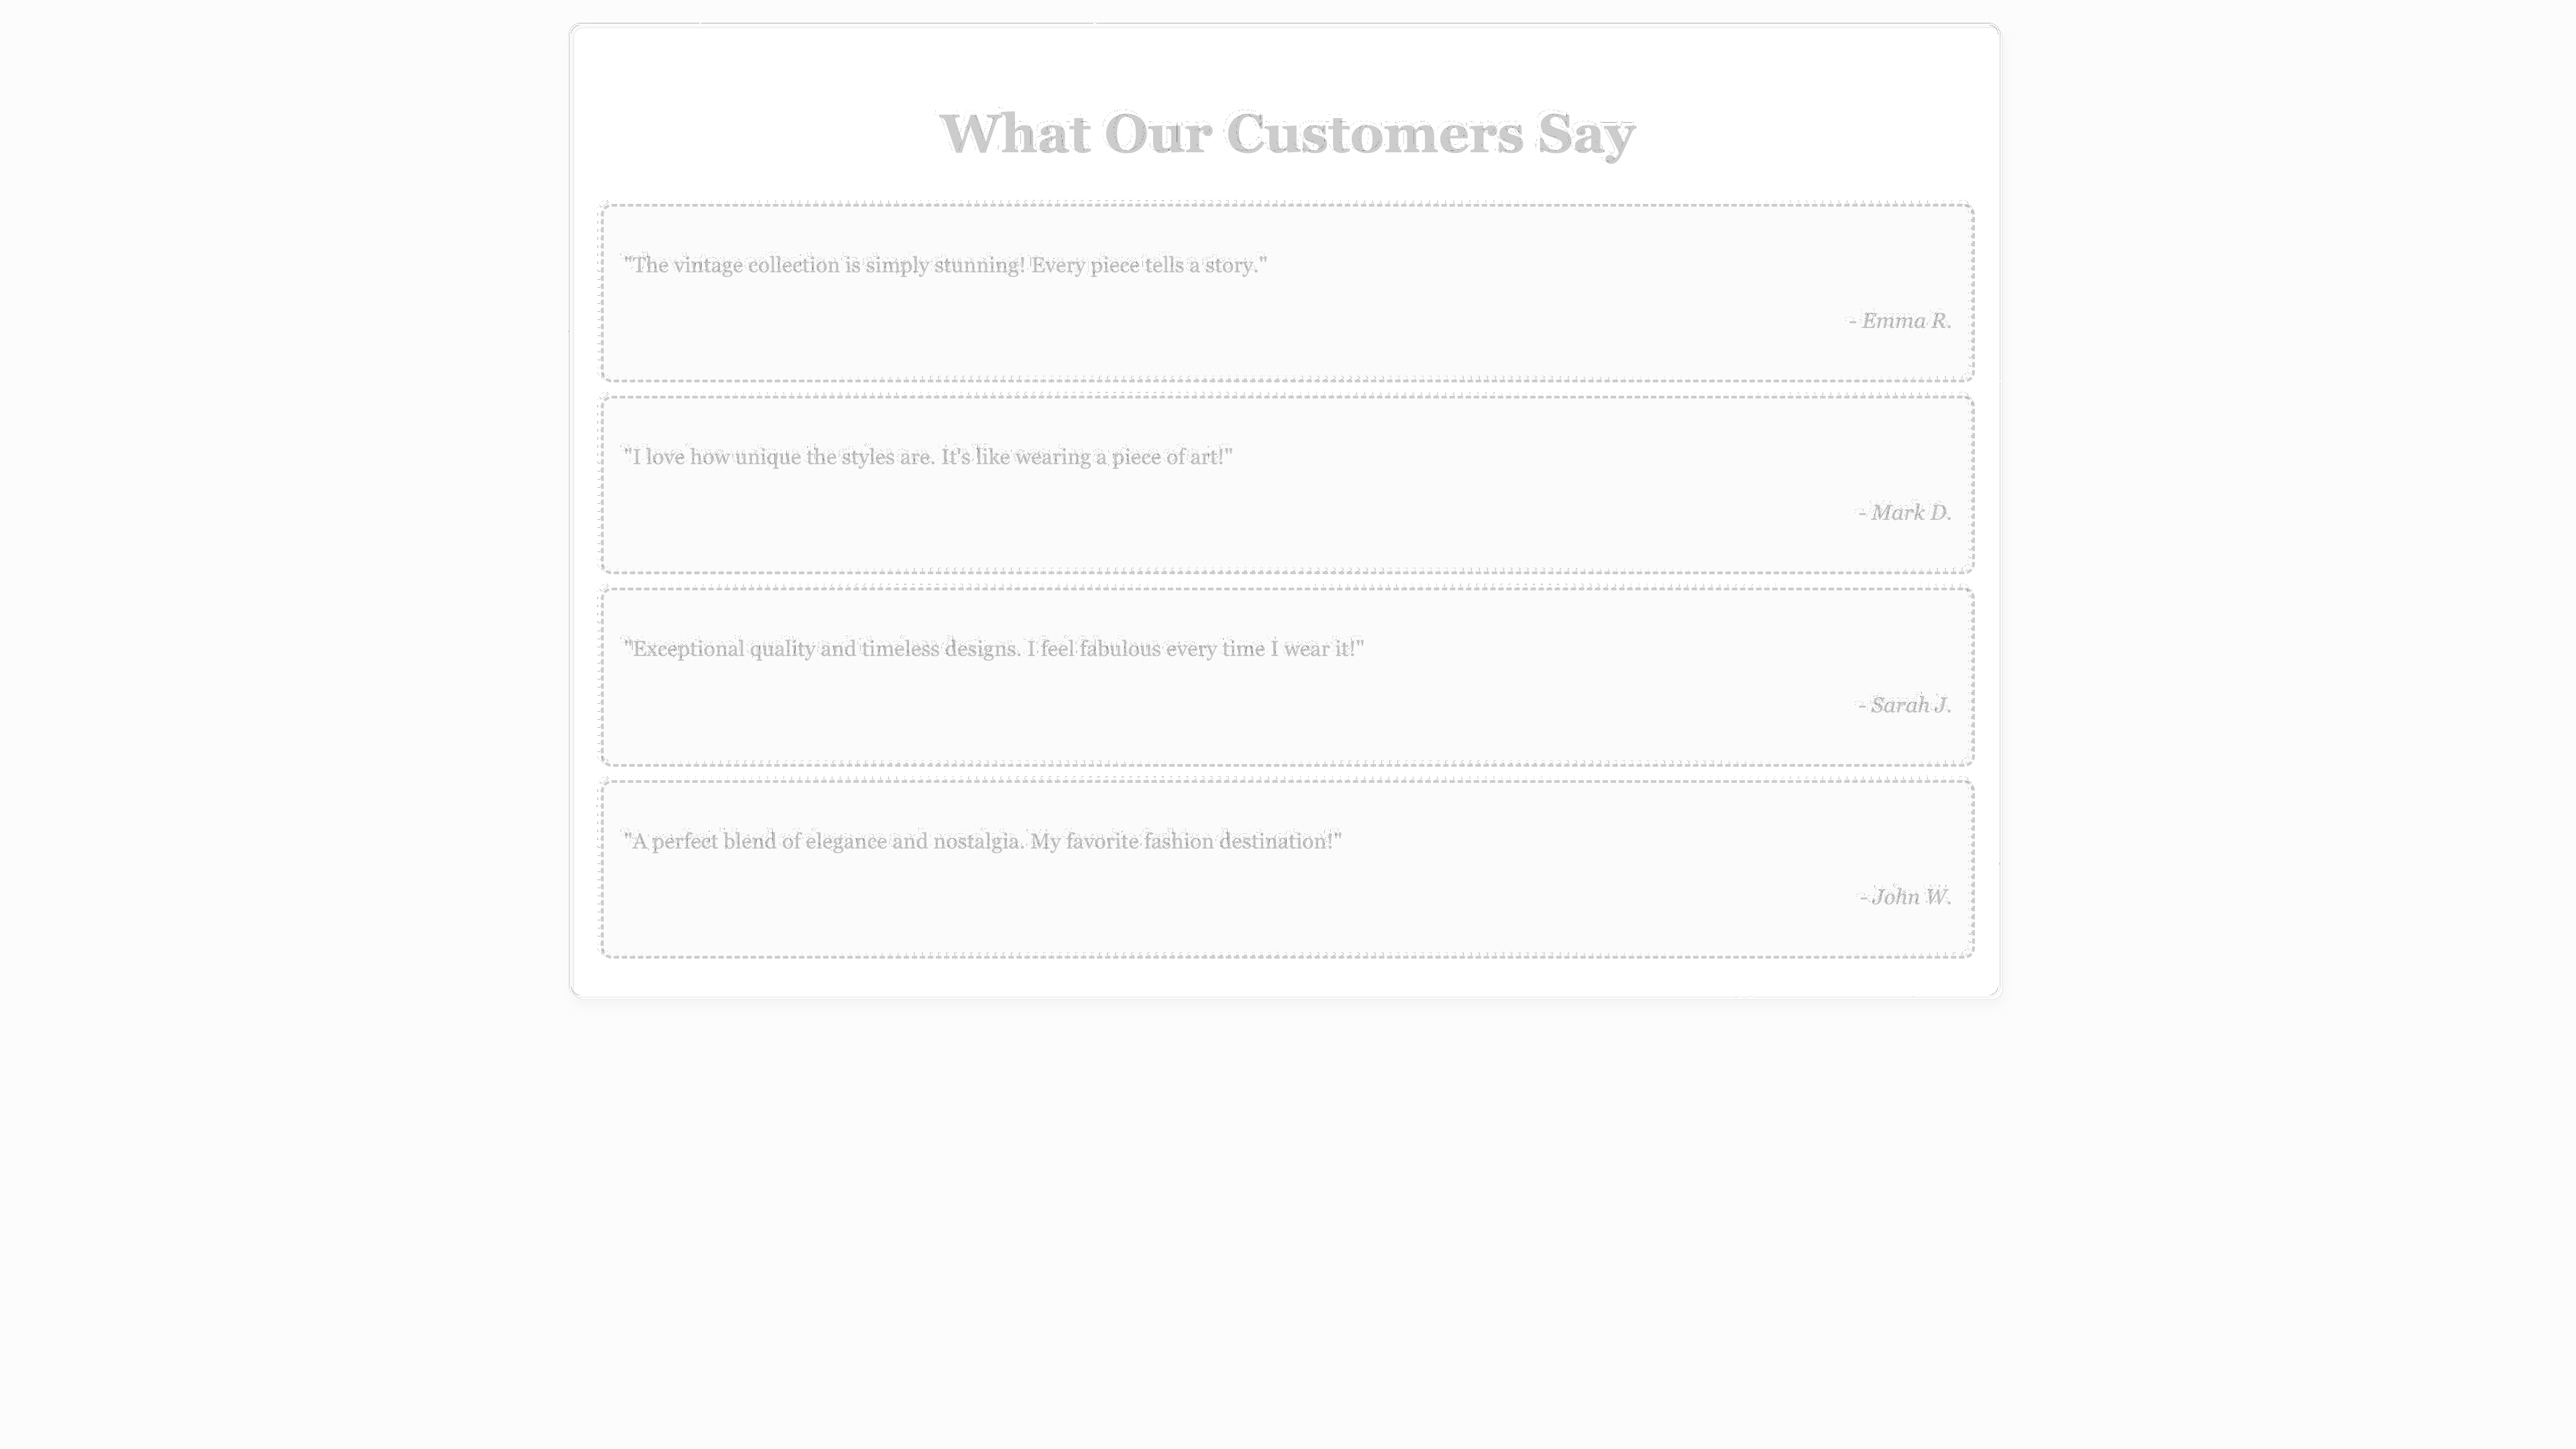 What Our Customers Say
"The vintage collection is simply stunning! Every piece tells a story."
- Emma R.
"I love how unique the styles are. It's like wearing a piece of art!"
- Mark D.
"Exceptional quality and timeless designs. I feel fabulous every time I wear it!"
- Sarah J.
"A perfect blend of elegance and nostalgia. My favorite fashion destination!"
- John W.